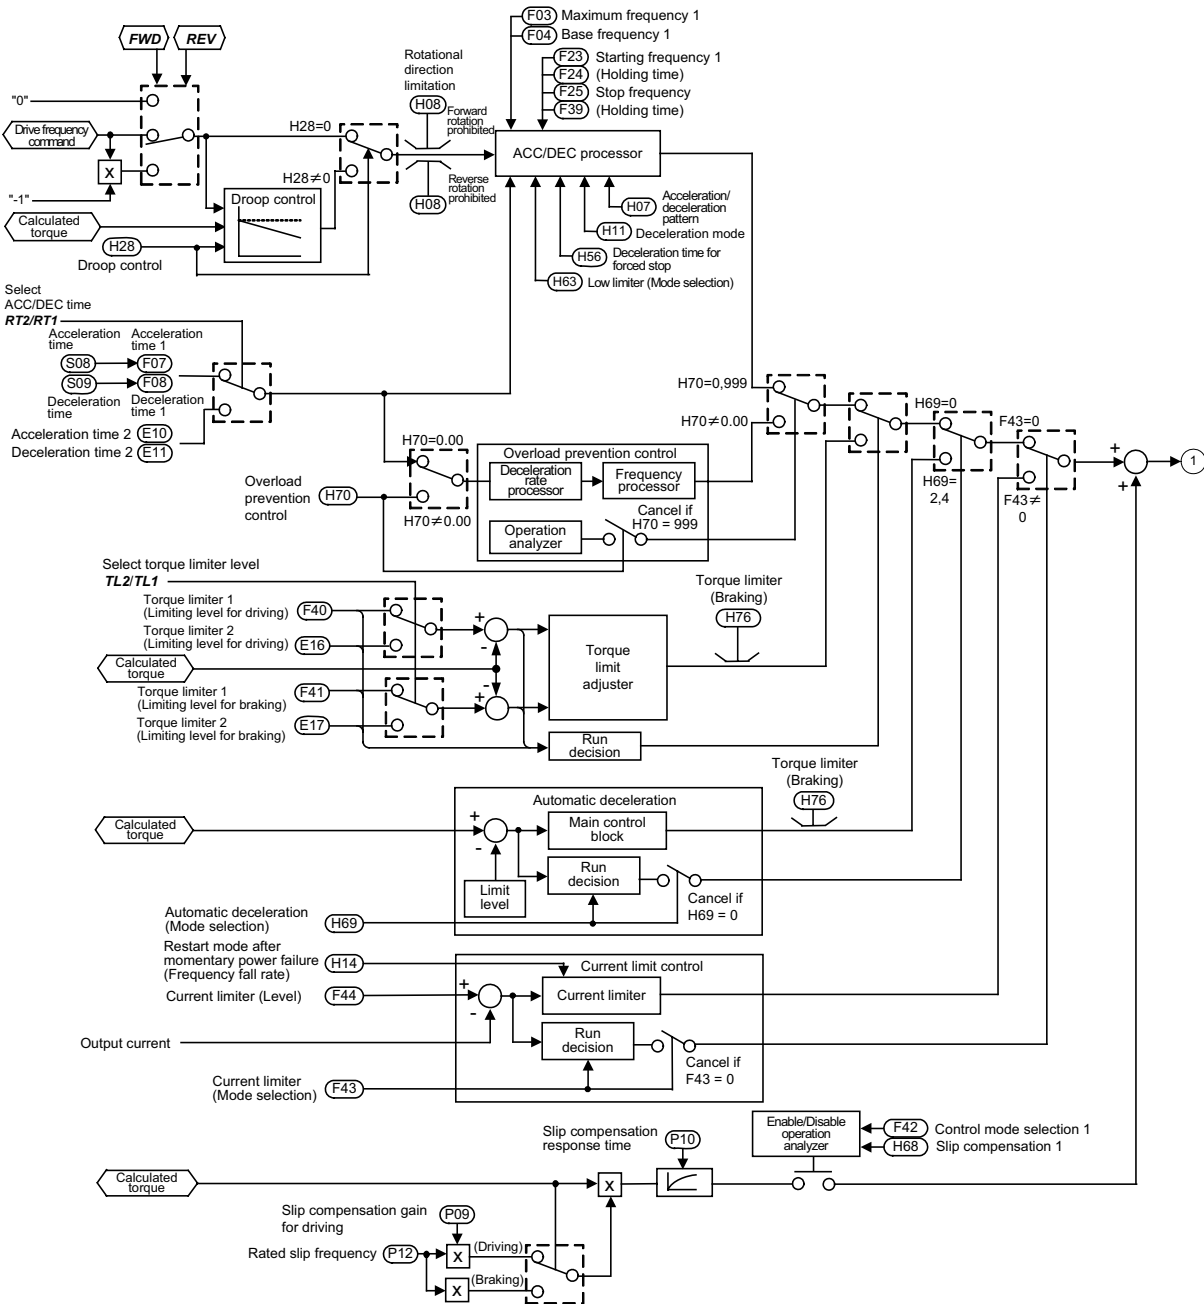 FWD
REV
"0"
Drive frequency
command
X
"-1"
Calculated
torque
H28
Droop control
H28=0
H28≠0
Droop control
Rotational
direction
limitation
H08
Forward
rotation
prohibited
Reverse
rotation
prohibited
H08
F03 Maximum frequency 1
F04 Base frequency 1
F23 Starting frequency 1
F24 (Holding time)
F25 Stop frequency
F39 (Holding time)
ACC/DEC processor
H07 Acceleration/
deceleration
pattern
H11 Deceleration mode
H56 Deceleration time for
forced stop
H63 Low limiter (Mode selection)
Select
ACC/DEC time
RT2/RT1
Acceleration
time
Acceleration
time 1
S08
F07
S09
F08
Deceleration
time
Deceleration
time 1
Acceleration time 2 E10
Deceleration time 2 E11
H70=0.00
H70≠0.00
Overload
prevention
control
H70
Overload prevention control
Deceleration
rate
processor
Frequency
processor
Operation
analyzer
Cancel if
H70 = 999
H70=0,999
H70≠0.00
H69=0
H69=
2,4
F43=0
F43≠
0
+
+
1
Select torque limiter level
TL2/TL1
Torque limiter 1
(Limiting level for driving)
F40
Torque limiter 2
(Limiting level for driving)
E16
Calculated
torque
Torque limiter 1
(Limiting level for braking)
F41
Torque limiter 2
(Limiting level for braking)
E17
+
-
-
+
Torque
limit
adjuster
Run
decision
Torque limiter
(Braking)
H76
Torque limiter
(Braking)
H76
Automatic deceleration
Calculated
torque
+
-
Main control
block
Run
decision
Limit
level
Cancel if
H69 = 0
Automatic deceleration
(Mode selection)
H69
Restart mode after
momentary power failure
(Frequency fall rate)
H14
Current limit control
Current limiter (Level)
F44
+
-
Current limiter
Output current
Run
decision
Cancel if
F43 = 0
Current limiter
(Mode selection)
F43
Slip compensation
response time
P10
Enable/Disable
operation
analyzer
F42 Control mode selection 1
H68 Slip compensation 1
Calculated
torque
X
Slip compensation gain
for driving
P09
Rated slip frequency
P12
X
(Driving)
X
(Braking)